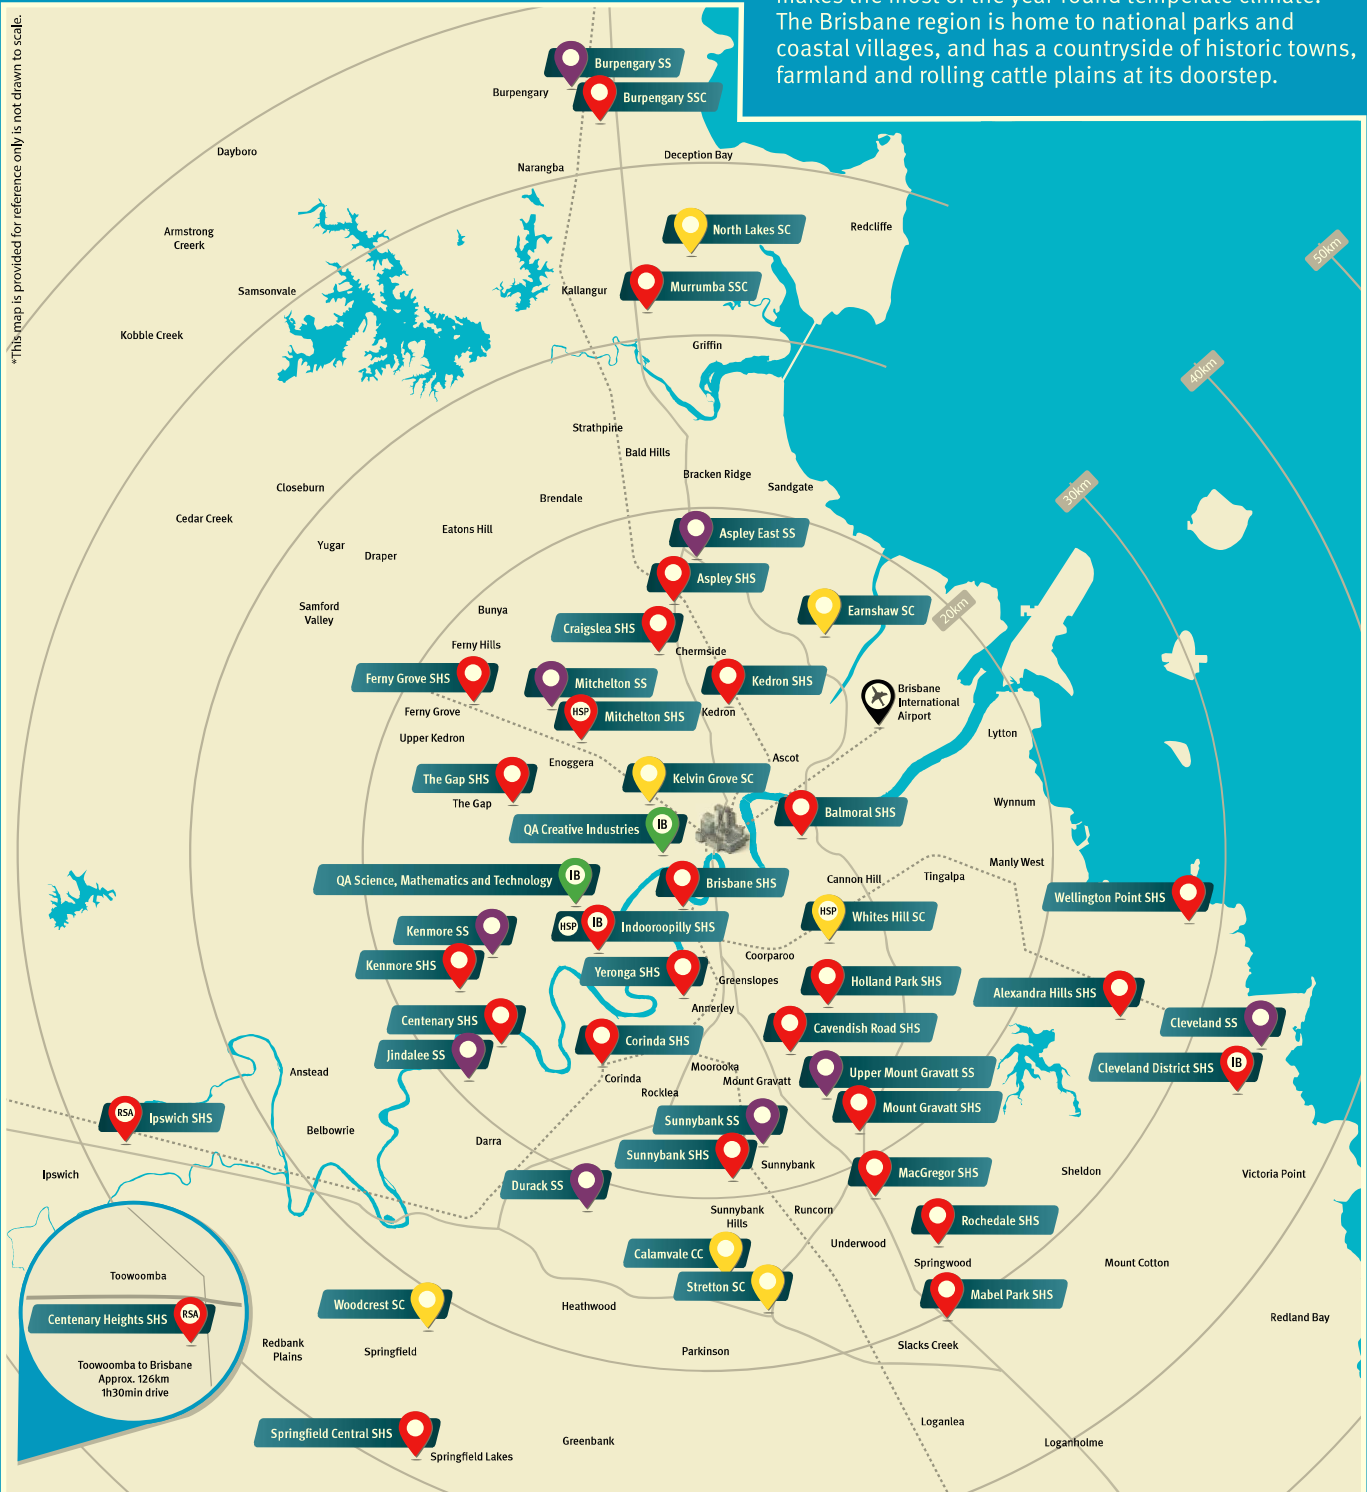 makes the most of the year round temperate climate.
The Brisbane region is home to national parks and
coastal villages, and has a countryside of historic towns,
farmland and rolling cattle plains at its doorstep.
*This map is provided for reference only is not drawn to scale.
Burpengary SS
Burpengary
Burpengary SSC
Dayboro
Narangba
Deception Bay
Armstrong
Creerk
North Lakes SC
Redcliffe
50km
Samsonvale
Kallangur
Murrumba SSC
Kobble Creek
Griffin
40km
Strathpine
Bald Hills
Bracken Ridge
Sandgate
30km
Closeburn
Brendale
Cedar Creek
Eatons Hill
Yugar
Draper
Aspley East SS
Aspley SHS
Samford
Valley
Bunya
Earnshaw SC
20km
Craigslea SHS
Ferny Hills
Chermside
Ferny Grove SHS
Mitchelton SS
Kedron SHS
Brisbane
International
Airport
Ferny Grove
HSP
Mitchelton SHS
Kedron
Upper Kedron
Lytton
Enoggera
Ascot
The Gap SHS
Kelvin Grove SC
The Gap
Wynnum
Balmoral SHS
QA Creative Industries
IB
Manly West
QA Science, Mathematics and Technology
IB
Brisbane SHS
Cannon Hill
Tingalpa
Wellington Point SHS
Kenmore SS
HSP
IB
Indooroopilly SHS
HSP
Whites Hill SC
Kenmore SHS
Yeronga SHS
Coorparoo
Greenslopes
Holland Park SHS
Alexandra Hills SHS
Annerley
Centenary SHS
Cavendish Road SHS
Cleveland SS
Jindalee SS
Corinda SHS
Anstead
Corinda
Moorooka
Mount Gravatt
Upper Mount Gravatt SS
Cleveland District SHS
IB
Rocklea
RSA
Ipswich SHS
Belbowrie
Darra
Sunnybank SS
Mount Gravatt SHS
Sunnybank SHS
Sunnybank
Ipswich
Durack SS
MacGregor SHS
Sheldon
Victoria Point
Sunnybank
Hills
Runcorn
Rochedale SHS
Calamvale CC
Underwood
Springwood
Mount Cotton
Toowoomba
Stretton SC
Mabel Park SHS
Centenary Heights SHS
RSA
Woodcrest SC
Heathwood
Redland Bay
Redbank
Plains
Springfield
Parkinson
Slacks Creek
Toowoomba to Brisbane
Approx. 126km
1h30min drive
Springfield Central SHS
Springfield Lakes
Greenbank
Loganlea
Loganholme